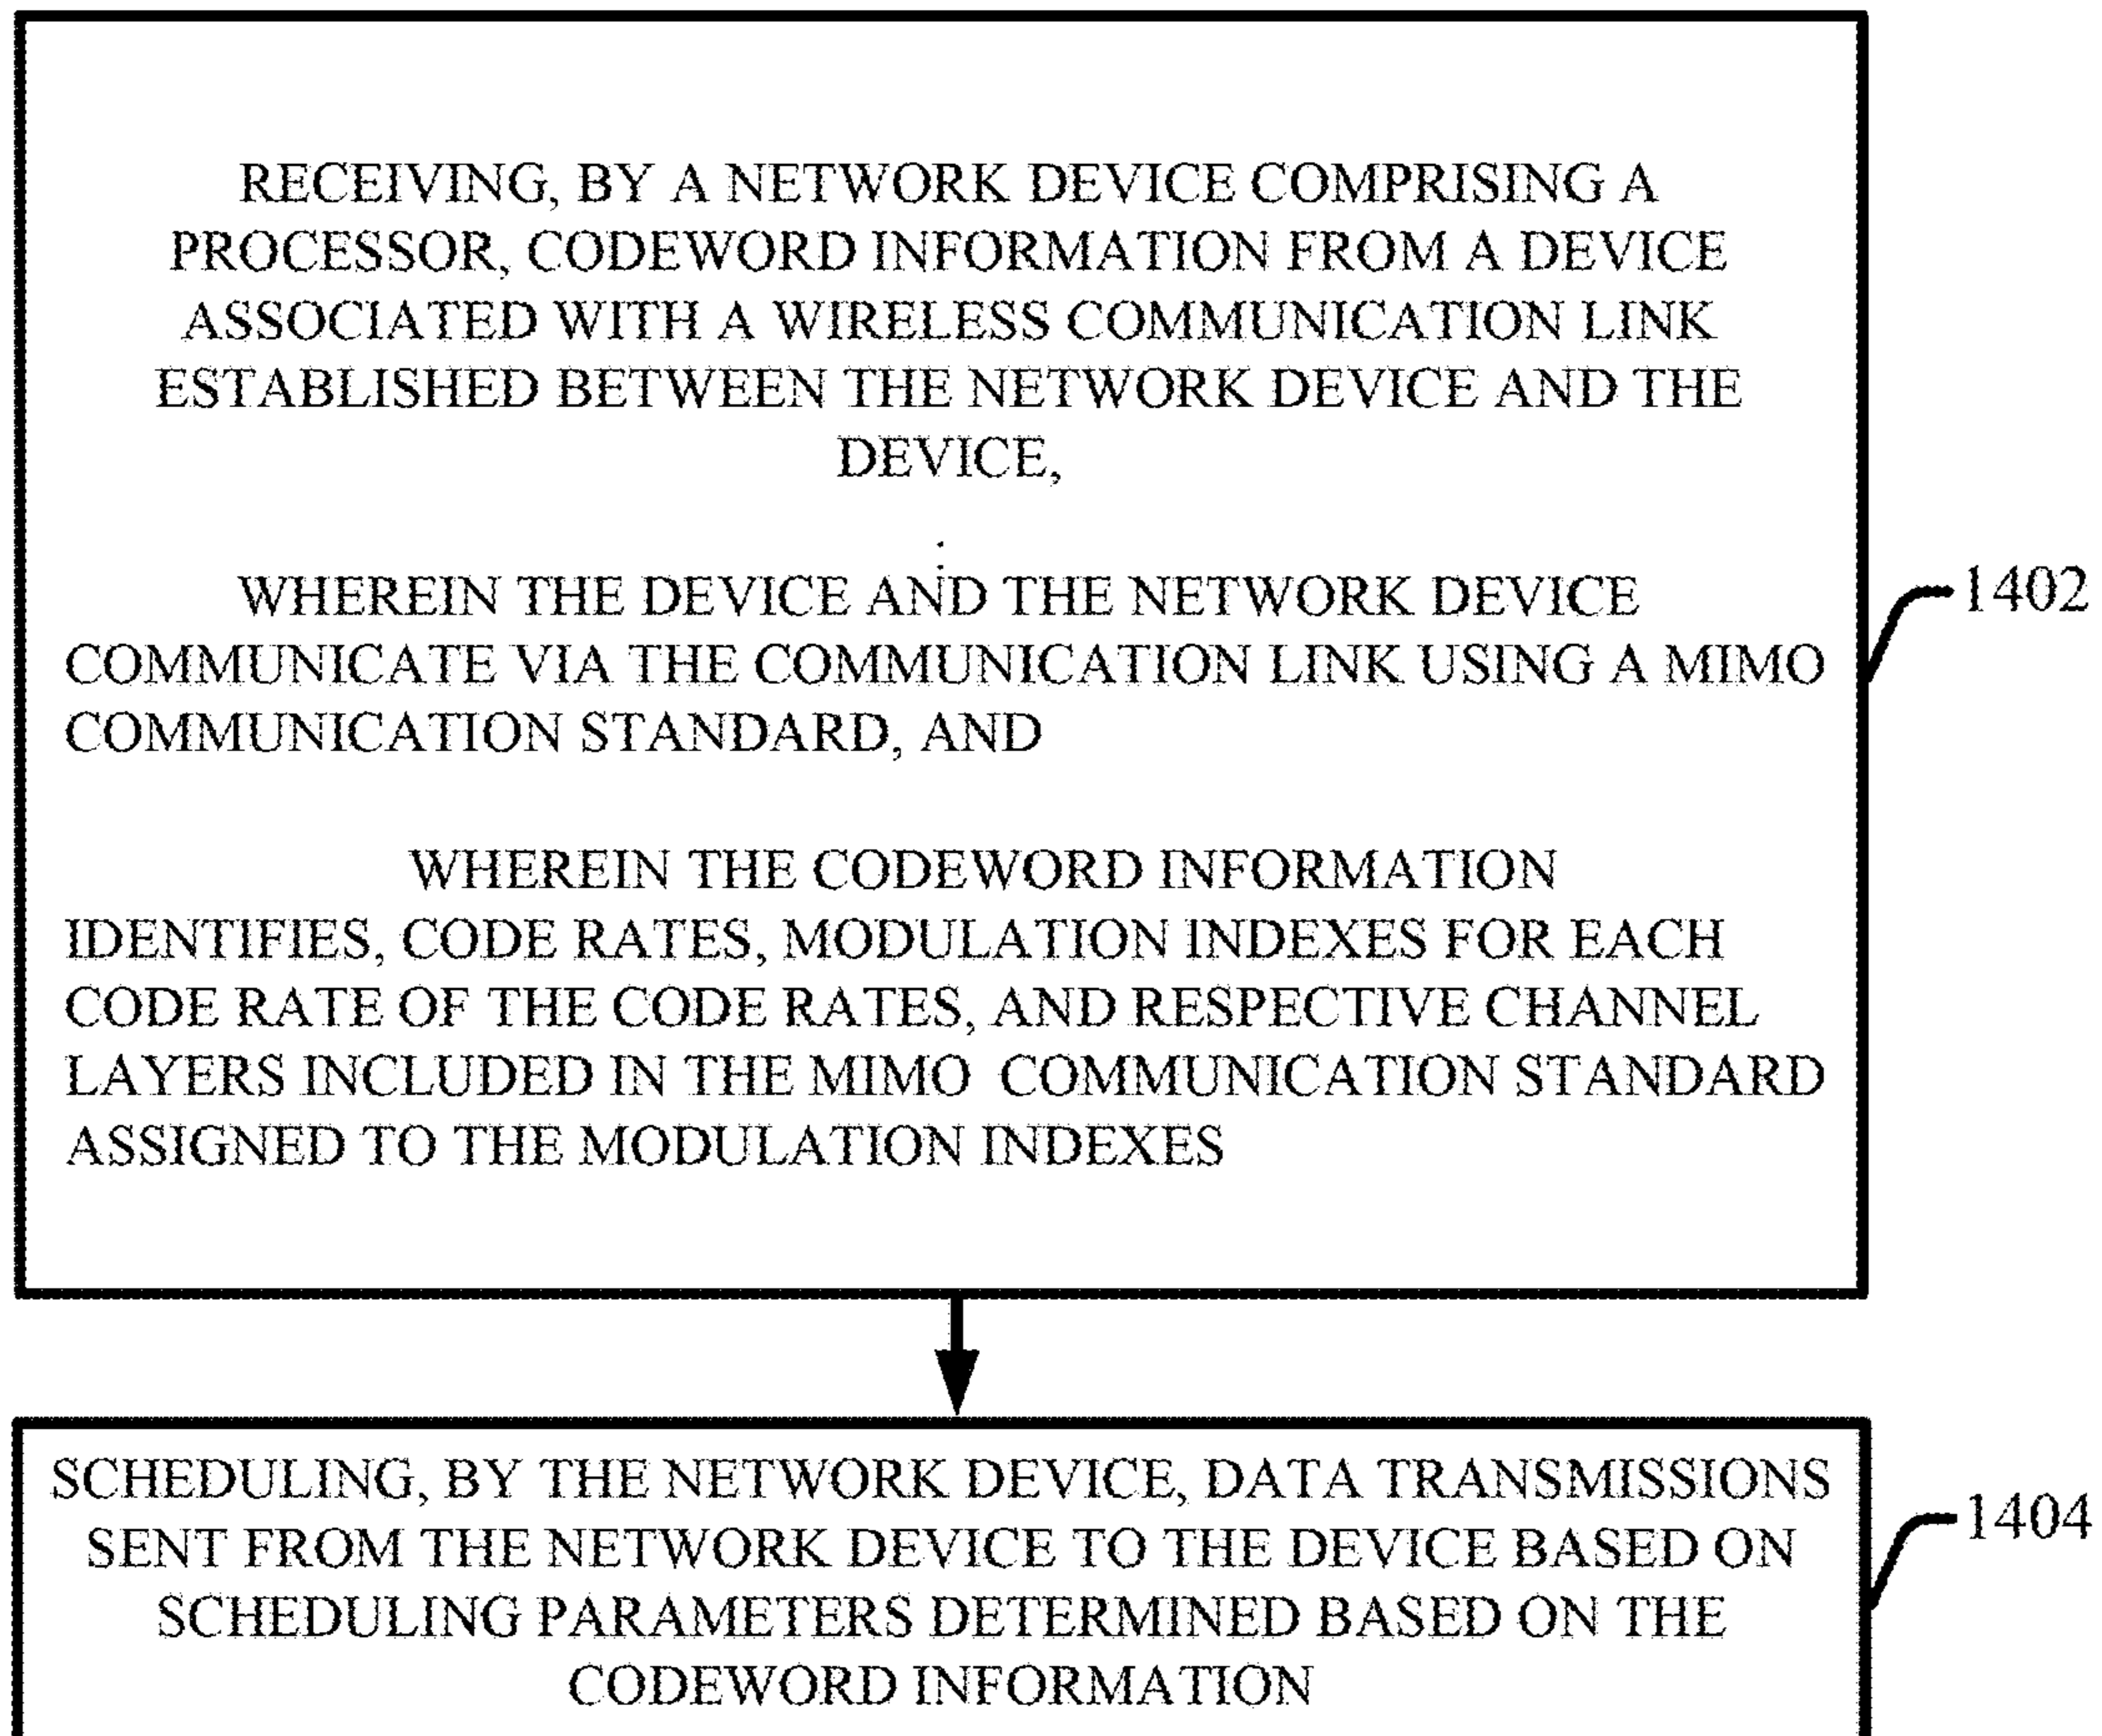 RECEIVING, BY A NETWORK DEVICE COMPRISING A
PROCESSOR, CODEWORD INFORMATION FROM A DEVICE
ASSOCIATED WITH A WIRELESS COMMUNICATION LINK
ESTABLISHED BETWEEN THE NETWORK DEVICE AND THE
DEVICE,
WHEREIN THE DEVICE AND THE NETWORK DEVICE
COMMUNICATE VIA THE COMMUNICATION LINK USING A MIMO
COMMUNICATION STANDARD, AND
1402
WHEREIN THE CODEWORD INFORMATION
IDENTIFIES, CODE RATES, MODULATION INDEXES FOR EACH
CODE RATE OF THE CODE RATES, AND RESPECTIVE CHANNEL
LAYERS INCLUDED IN THE MIMO COMMUNICATION STANDARD
ASSIGNED TO THE MODULATION INDEXES
SCHEDULING, BY THE NETWORK DEVICE, DATA TRANSMISSIONS
SENT FROM THE NETWORK DEVICE TO THE DEVICE BASED ON
SCHEDULING PARAMETERS DETERMINED BASED ON THE
CODEWORD INFORMATION
1404